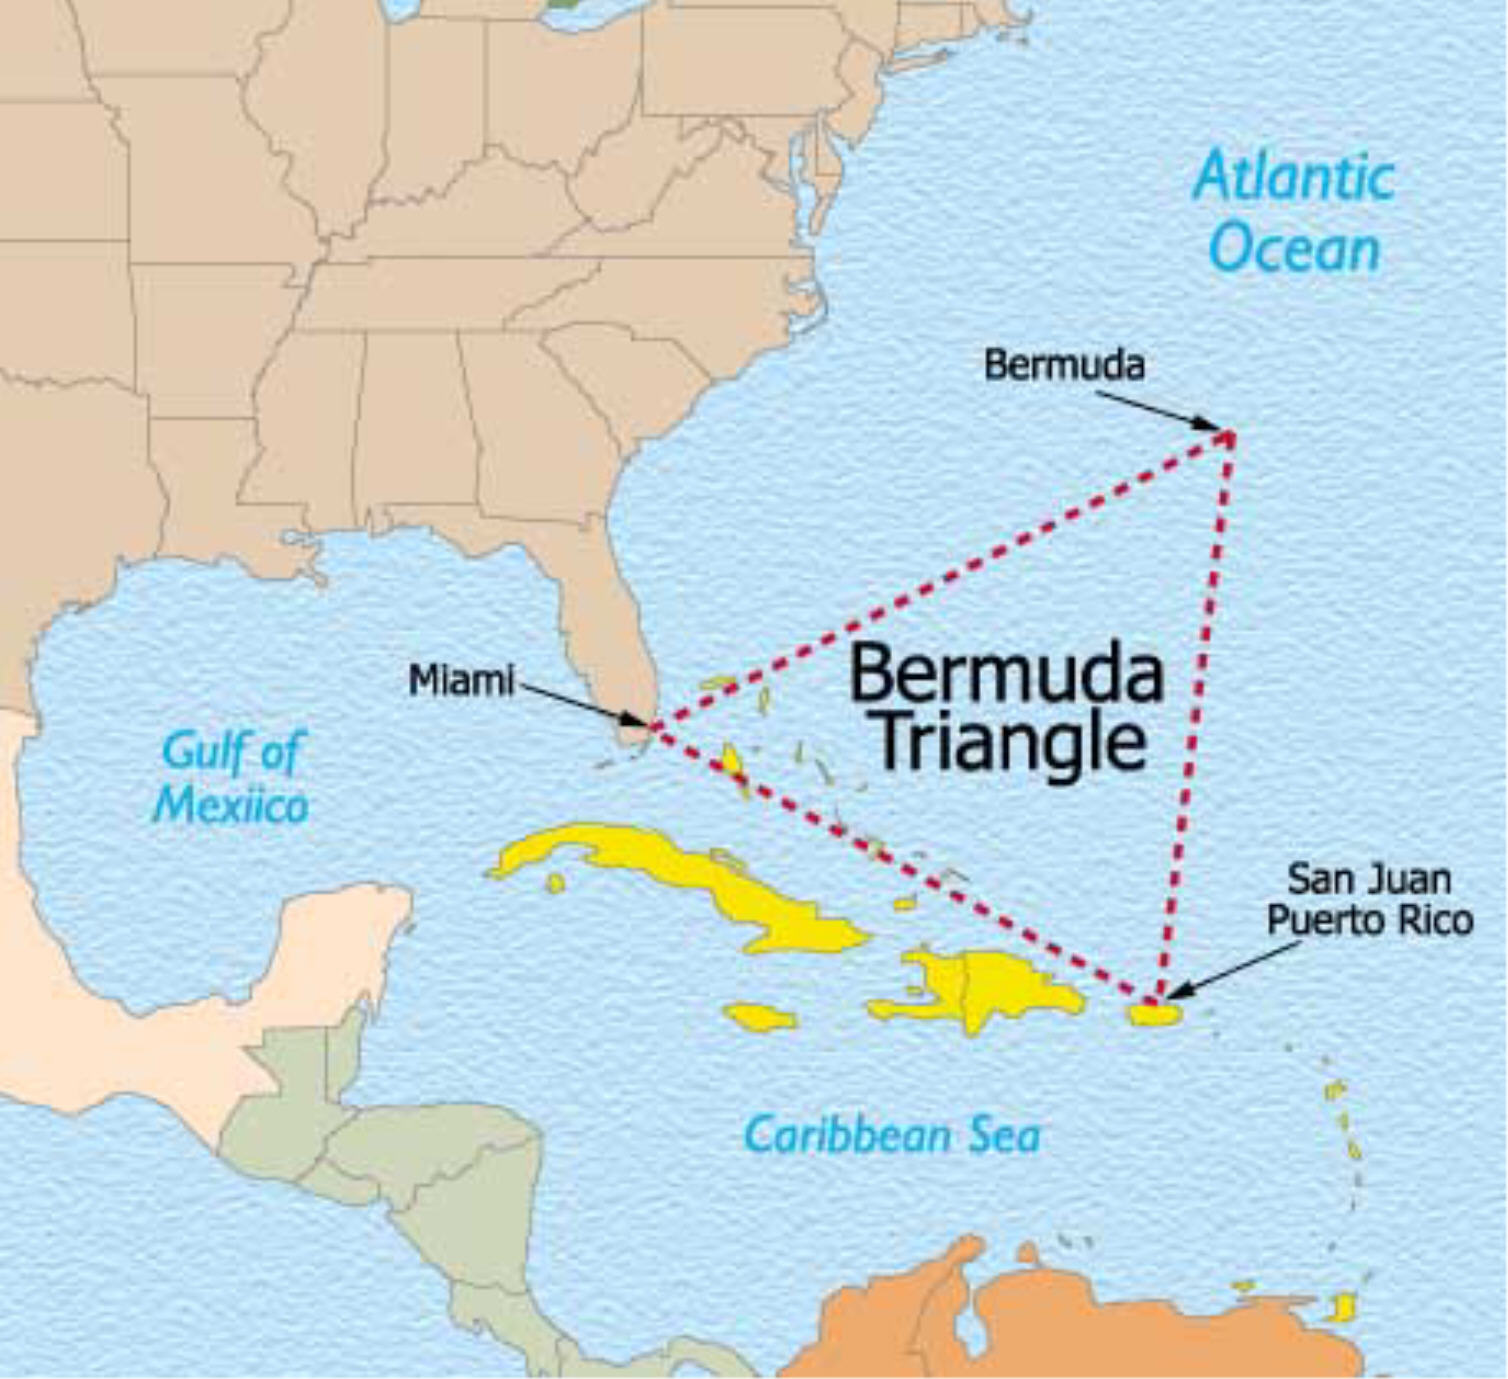 Atlantic
Ocean
Bermuda
Bermuda
Triangle
Miami
Gulf of
Mexiico
San Juan
Puerto Rico
Caribbean Sea